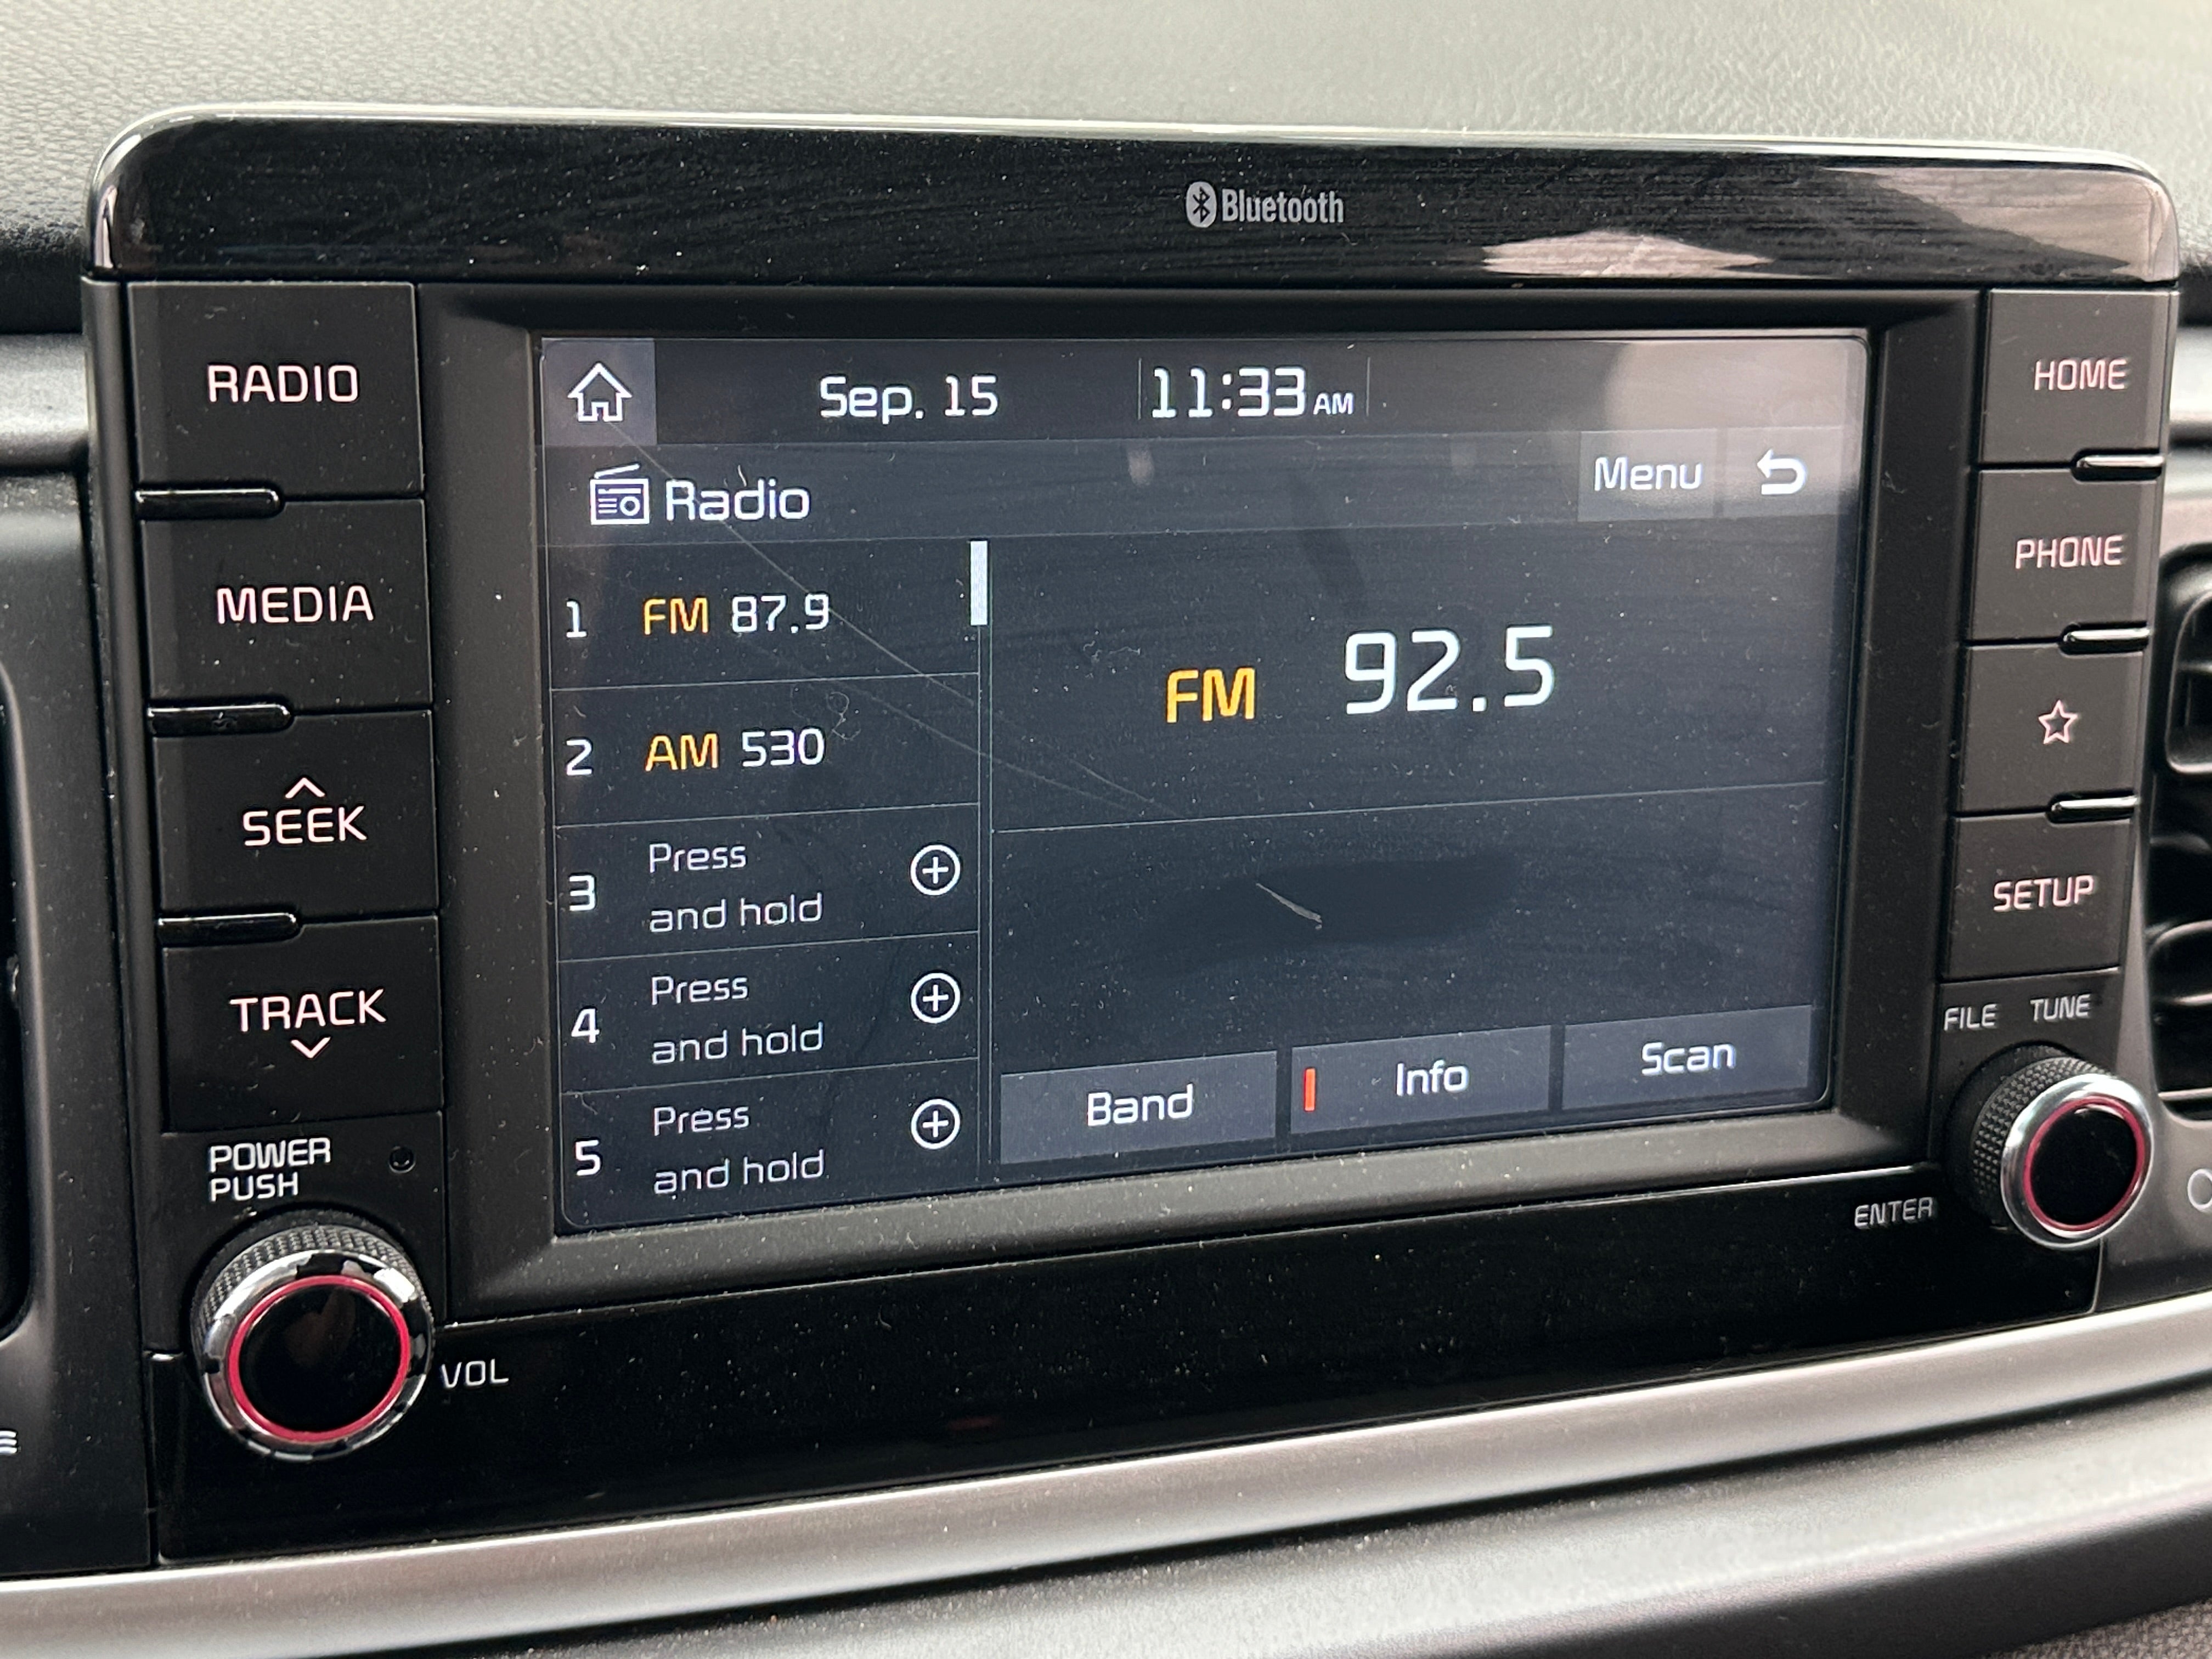 Bluetooth
RADIO
MEDIA
SEEK
TRACK
POWER
PUSH
VOL
Sep. 15
11:33 AM
Radio
Menu
1 FM 87.9
2 AM 530
3 Press
and hold
4 Press
and hold
5 Press
and hold
FM 92.5
Band
Info
Scan
HOME
PHONE
SETUP
FILE TUNE
ENTER